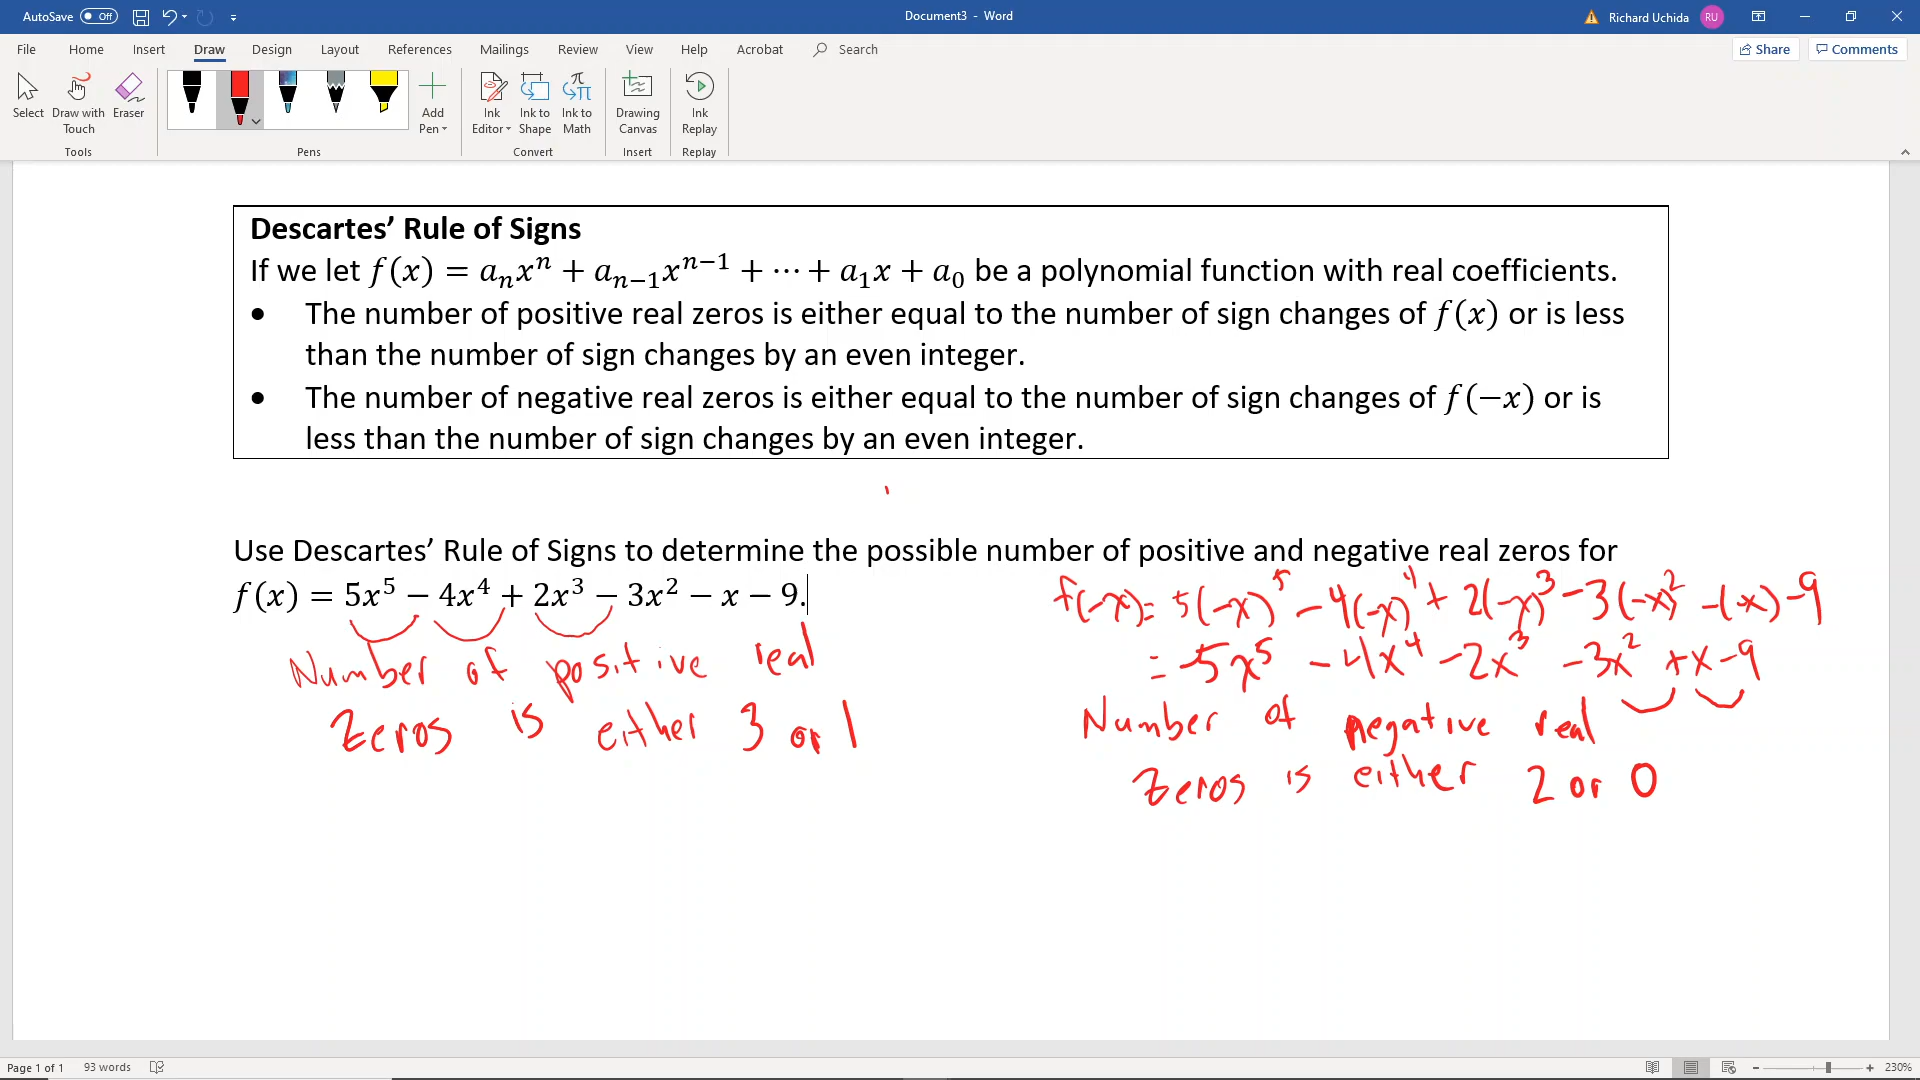 AutoSave Off Document3 - Word Richard Uchida RU
File Home Insert Draw Design Layout References Mailings Review View Help Acrobat Search Share Comments
Select Draw with Touch Eraser Add Pen Ink Editor Ink to Shape Ink to Math Drawing Canvas Ink Replay
Tools Pens Convert Insert Replay
Descartes’ Rule of Signs
If we let f(x) = aₙxⁿ + aₙ₋₁xⁿ⁻¹ + ⋯ + a₁x + a₀ be a polynomial function with real coefficients.
• The number of positive real zeros is either equal to the number of sign changes of f(x) or is less
than the number of sign changes by an even integer.
• The number of negative real zeros is either equal to the number of sign changes of f(−x) or is
less than the number of sign changes by an even integer.
Use Descartes’ Rule of Signs to determine the possible number of positive and negative real zeros for
f(x) = 5x⁵ − 4x⁴ + 2x³ − 3x² − x − 9.
Number of positive real
Zeros is either 3 or 1
f(-x) = 5(-x)⁵ - 4(-x)⁴ + 2(-x)³ - 3(-x)² - (-x) - 9
= -5x⁵ - 4x⁴ - 2x³ - 3x² + x - 9
Number of negative real
Zeros is either 2 or 0
Page 1 of 1 93 words 230%